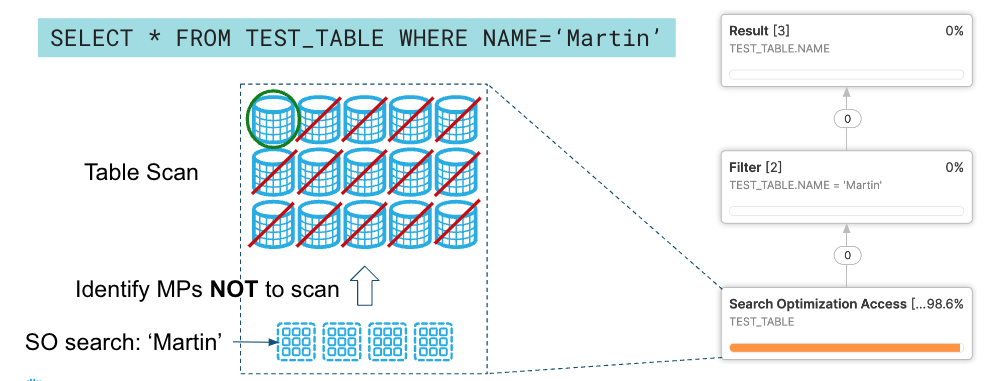 SELECT * FROM TEST_TABLE WHERE NAME=‘Martin’
Table Scan
Identify MPs NOT to scan
SO search: ‘Martin’
Result [3] 0%
TEST_TABLE.NAME
0
Filter [2] 0%
TEST_TABLE.NAME = 'Martin'
0
Search Optimization Access [...98.6%
TEST_TABLE